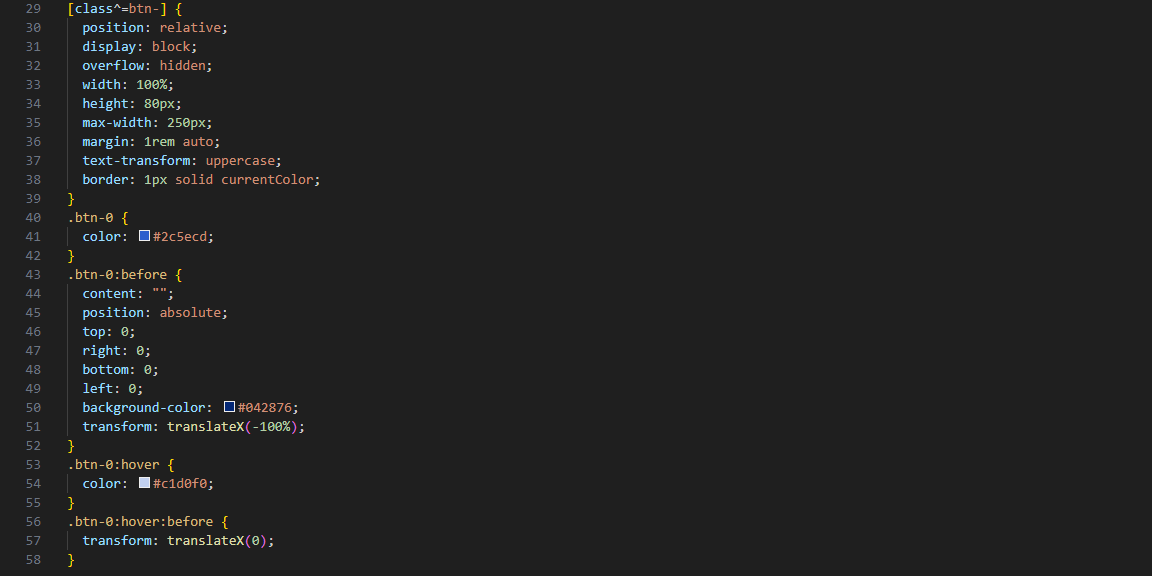 29 [class^=btn-] {
30   position: relative;
31   display: block;
32   overflow: hidden;
33   width: 100%;
34   height: 80px;
35   max-width: 250px;
36   margin: 1rem auto;
37   text-transform: uppercase;
38   border: 1px solid currentColor;
39 }
40 .btn-0 {
41   color: #2c5ecd;
42 }
43 .btn-0:before {
44   content: "";
45   position: absolute;
46   top: 0;
47   right: 0;
48   bottom: 0;
49   left: 0;
50   background-color: #042876;
51   transform: translateX(-100%);
52 }
53 .btn-0:hover {
54   color: #c1d0f0;
55 }
56 .btn-0:hover:before {
57   transform: translateX(0);
58 }